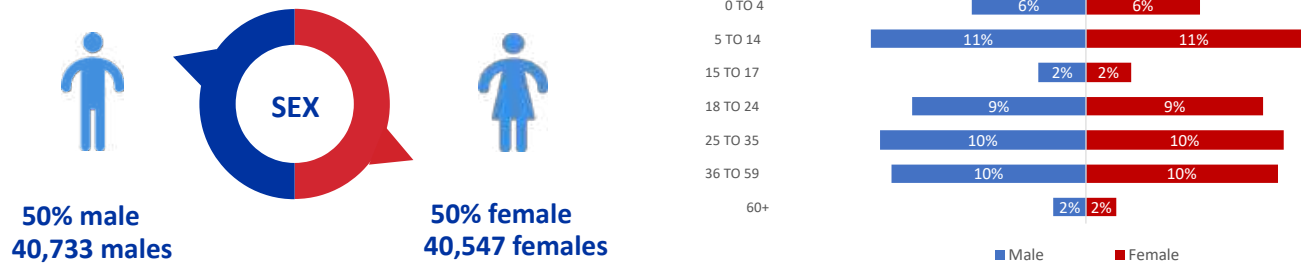 SEX
50% male
40,733 males
50% female
40,547 females
0 TO 4 6% 6%
5 TO 14 11% 11%
15 TO 17 2% 2%
18 TO 24 9% 9%
25 TO 35 10% 10%
36 TO 59 10% 10%
60+ 2% 2%
Male Female